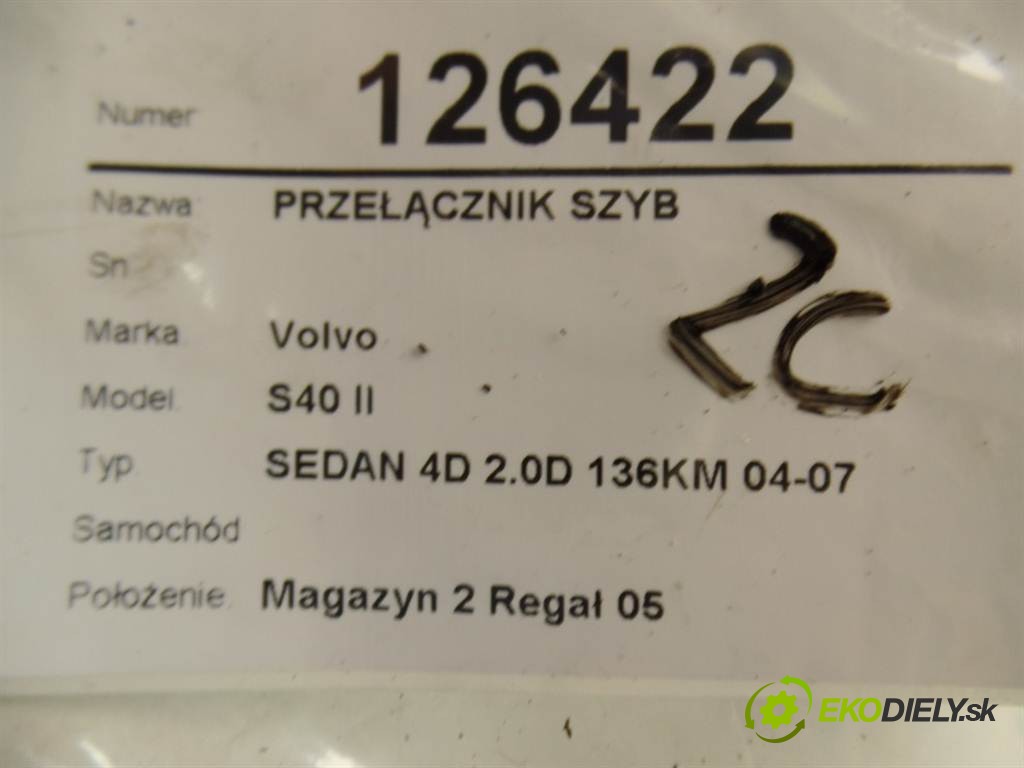 Numer 126422
Nazwa PRZEŁĄCZNIK SZYB
Sn
2C
Marka Volvo
Model S40 II
Typ SEDAN 4D 2.0D 136KM 04-07
Samochód
Położenie Magazyn 2 Regał 05
EKODIELY.sk